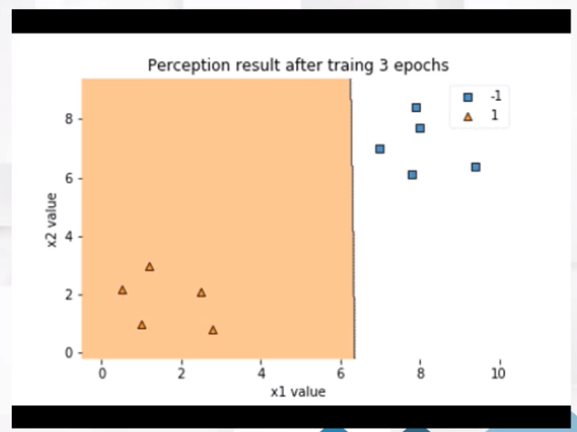 Perception result after traing 3 epochs
-1
1
8
6
4
2
0
x2 value
0 2 4 6 8 10
x1 value